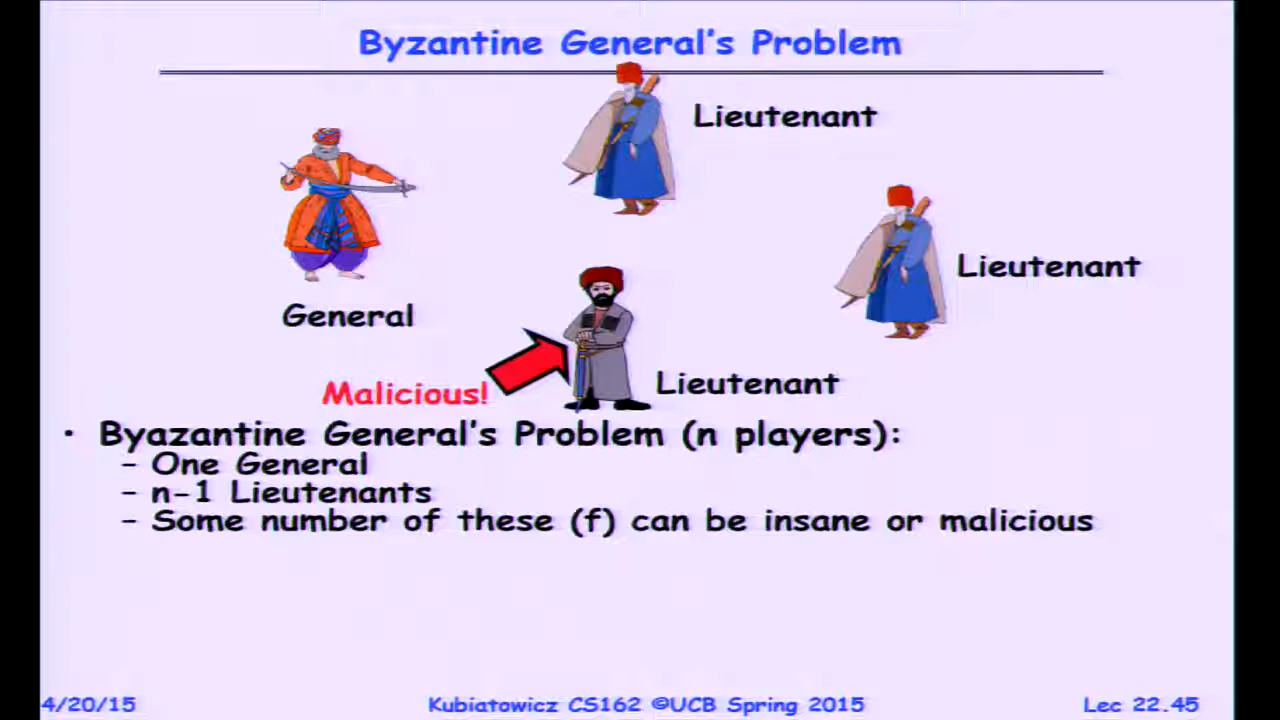 Byzantine General's Problem
Lieutenant
Lieutenant
General
Malicious!
Lieutenant
• Byazantine General's Problem (n players):
– One General
– n-1 Lieutenants
– Some number of these (f) can be insane or malicious
4/20/15
Kubiatowicz CS162 ©UCB Spring 2015
Lec 22.45